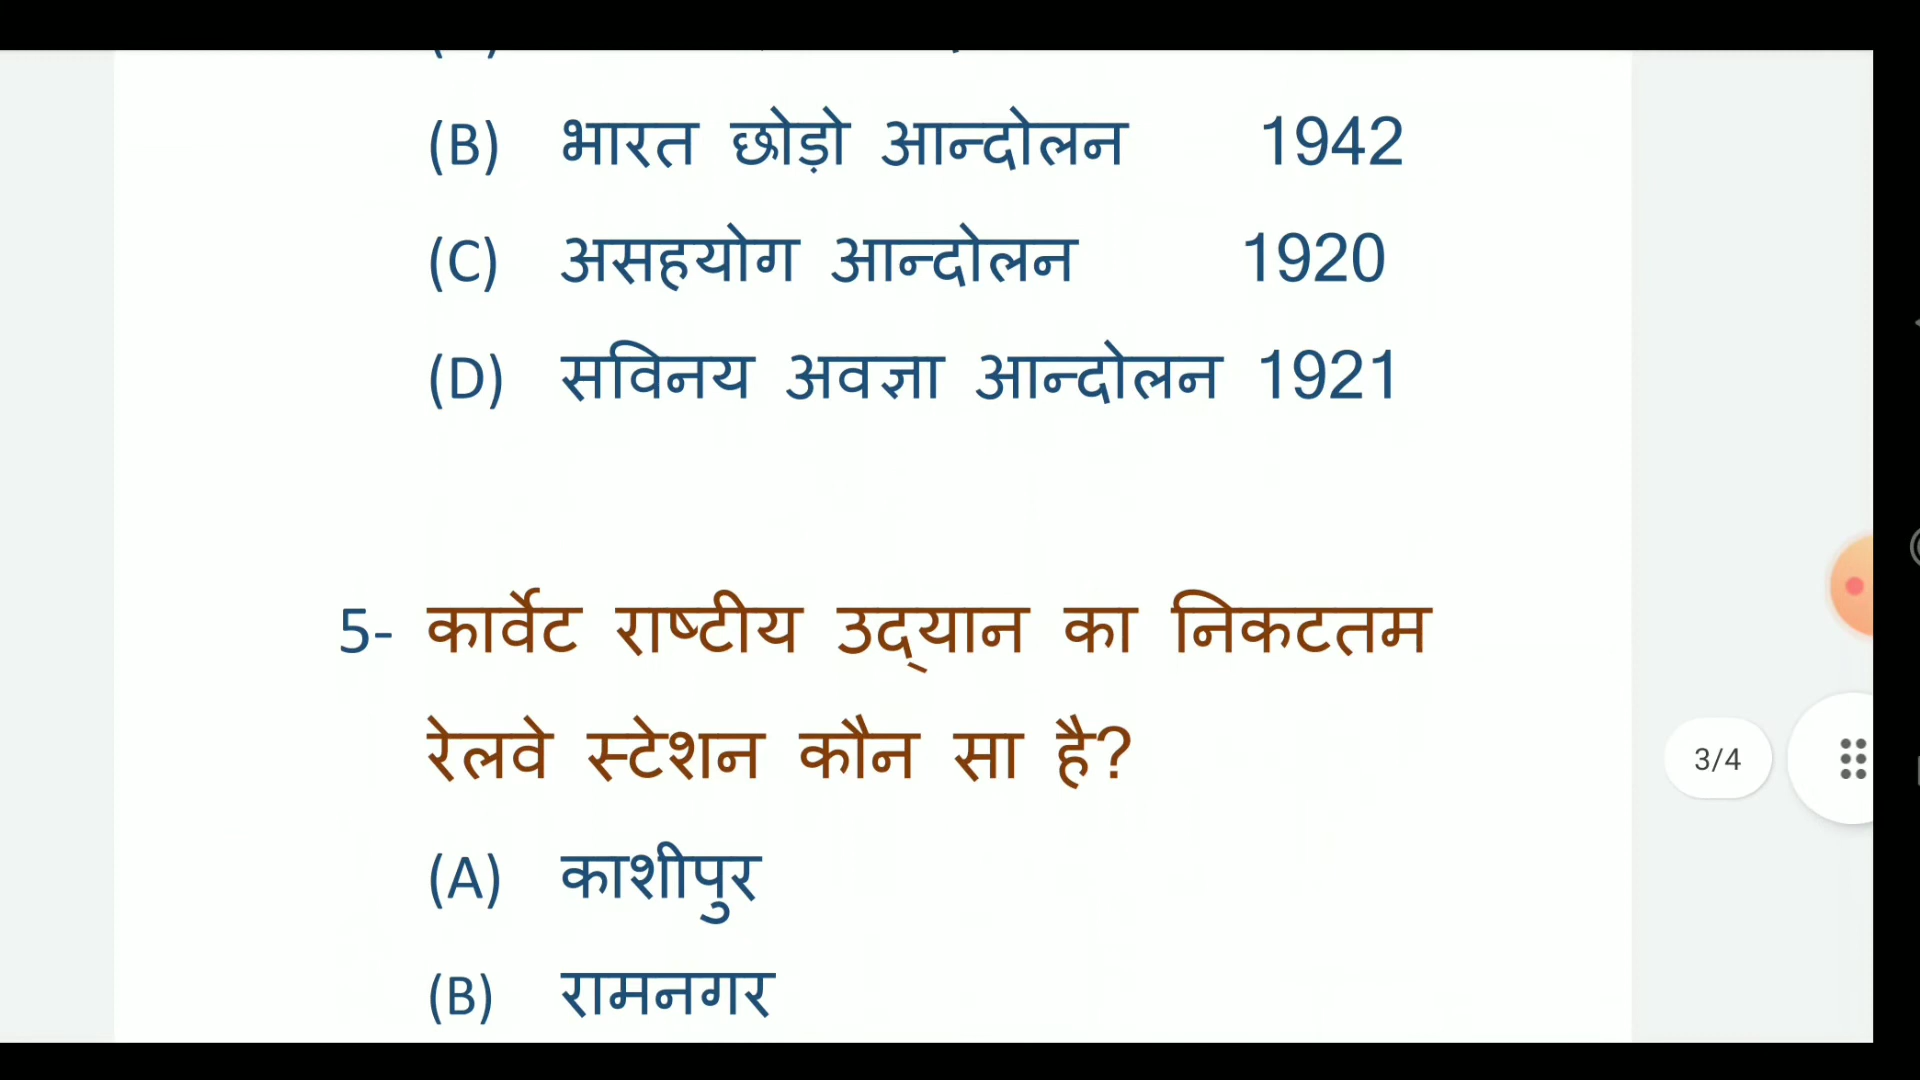 (B) भारत छोड़ो आन्दोलन 1942
(C) असहयोग आन्दोलन 1920
(D) सविनय अवज्ञा आन्दोलन 1921
5- कार्वेट राष्टीय उद्‌यान का निकटतम
रेलवे स्टेशन कौन सा है?
(A) काशीपुर
3/4
(B) रामनगर